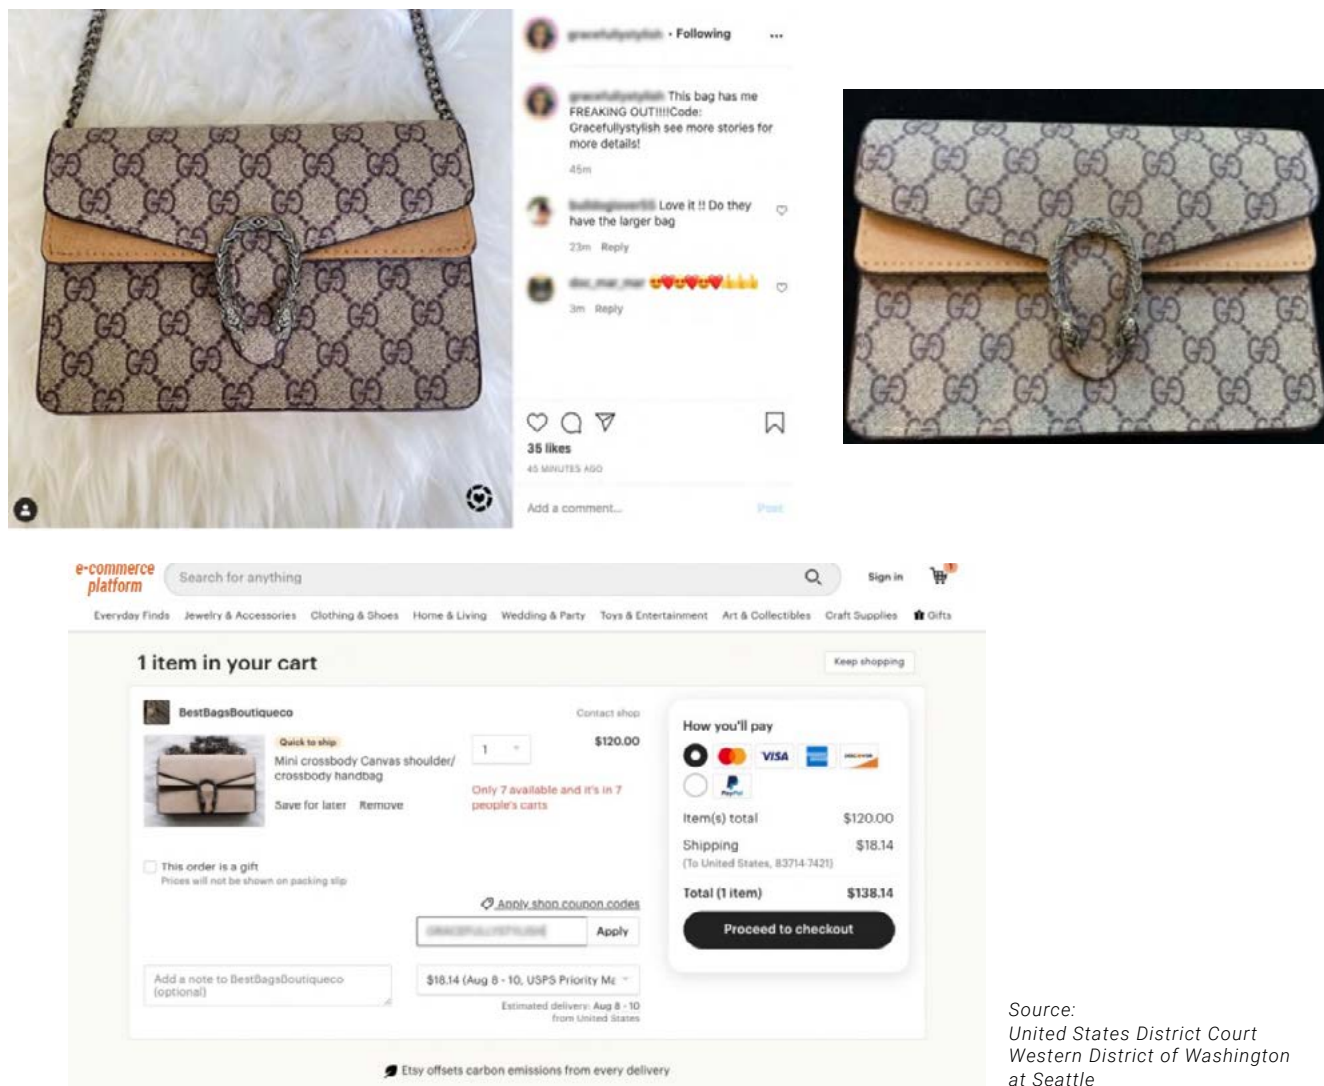 • Following
This bag has me
FREAKING OUT!!!!Code:
Gracefullystylish see more stories for
more details!
45m
Love it !! Do they
have the larger bag
23m Reply
3m Reply
35 likes
45 MINUTES AGO
Add a comment...
Post
e-commerce
platform
Search for anything
Sign in
1
Everyday Finds Jewelry & Accessories Clothing & Shoes Home & Living Wedding & Party Toys & Entertainment Art & Collectibles Craft Supplies Gifts
1 item in your cart
Keep shopping
BestBagsBoutiqueco
Contact shop
Quick to ship
Mini crossbody Canvas shoulder/
crossbody handbag
Save for later Remove
1
$120.00
Only 7 available and it's in 7
people's carts
This order is a gift
Prices will not be shown on packing slip
Apply shop coupon codes
Apply
Add a note to BestBagsBoutiqueco
(optional)
$18.14 (Aug 8 - 10, USPS Priority Ma
Estimated delivery: Aug 8 - 10
from United States
How you'll pay
VISA
DISCOVER
PayPal
Item(s) total $120.00
Shipping $18.14
(To United States, 83714-7421)
Total (1 item) $138.14
Proceed to checkout
Etsy offsets carbon emissions from every delivery
Source:
United States District Court
Western District of Washington
at Seattle